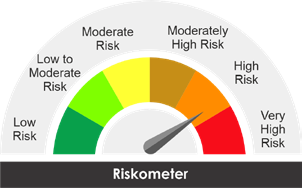 Low
Risk
Low to
Moderate
Risk
Moderate
Risk
Moderately
High Risk
High
Risk
Very
High
Risk
Riskometer